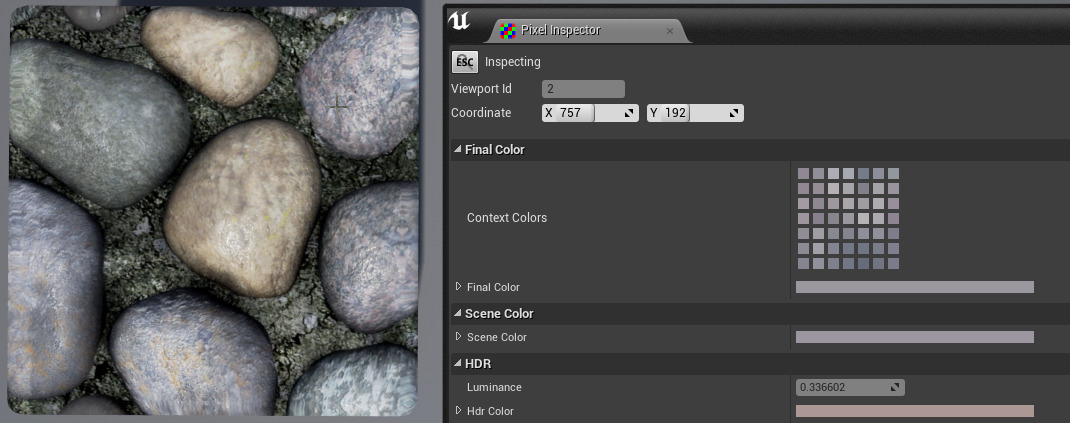 Pixel Inspector
ESC Inspecting
Viewport Id 2
Coordinate X 757 Y 192
Final Color
Context Colors
Final Color
Scene Color
Scene Color
HDR
Luminance 0.336602
Hdr Color